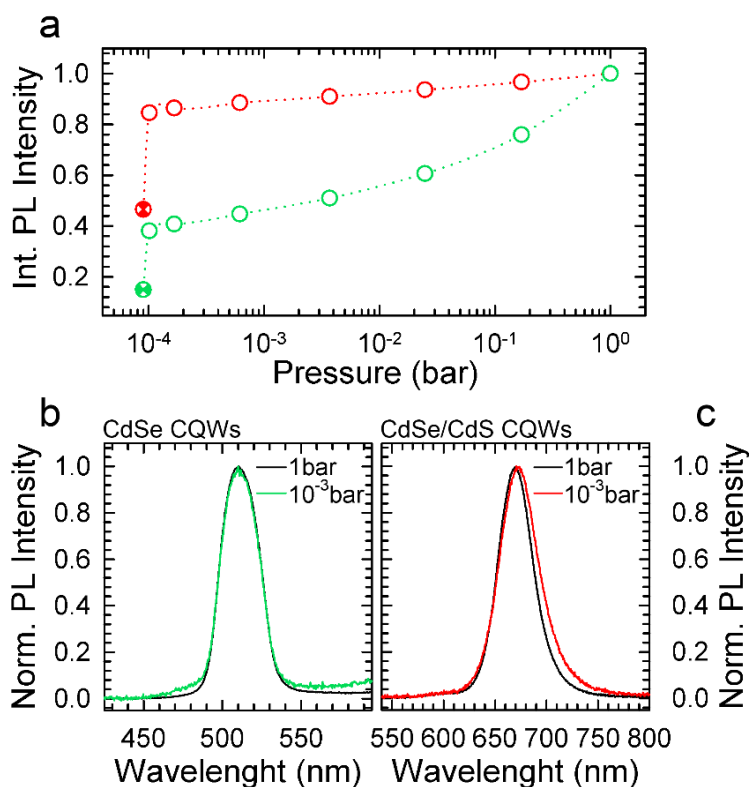 a
Int. PL Intensity
1.0
0.8
0.6
0.4
0.2
10⁻⁴ 10⁻³ 10⁻² 10⁻¹ 10⁰
Pressure (bar)
b
CdSe CQWs
1bar
10⁻³bar
Norm. PL Intensity
1.0
0.8
0.6
0.4
0.2
0.0
450 500 550
Wavelenght (nm)
c
CdSe/CdS CQWs
1bar
10⁻³bar
1.0
0.8
0.6
0.4
0.2
0.0
Norm. PL Intensity
550 600 650 700 750 800
Wavelenght (nm)